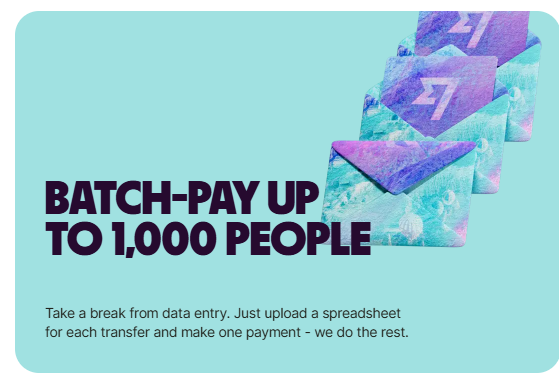 BATCH-PAY UP
TO 1,000 PEOPLE
Take a break from data entry. Just upload a spreadsheet
for each transfer and make one payment - we do the rest.